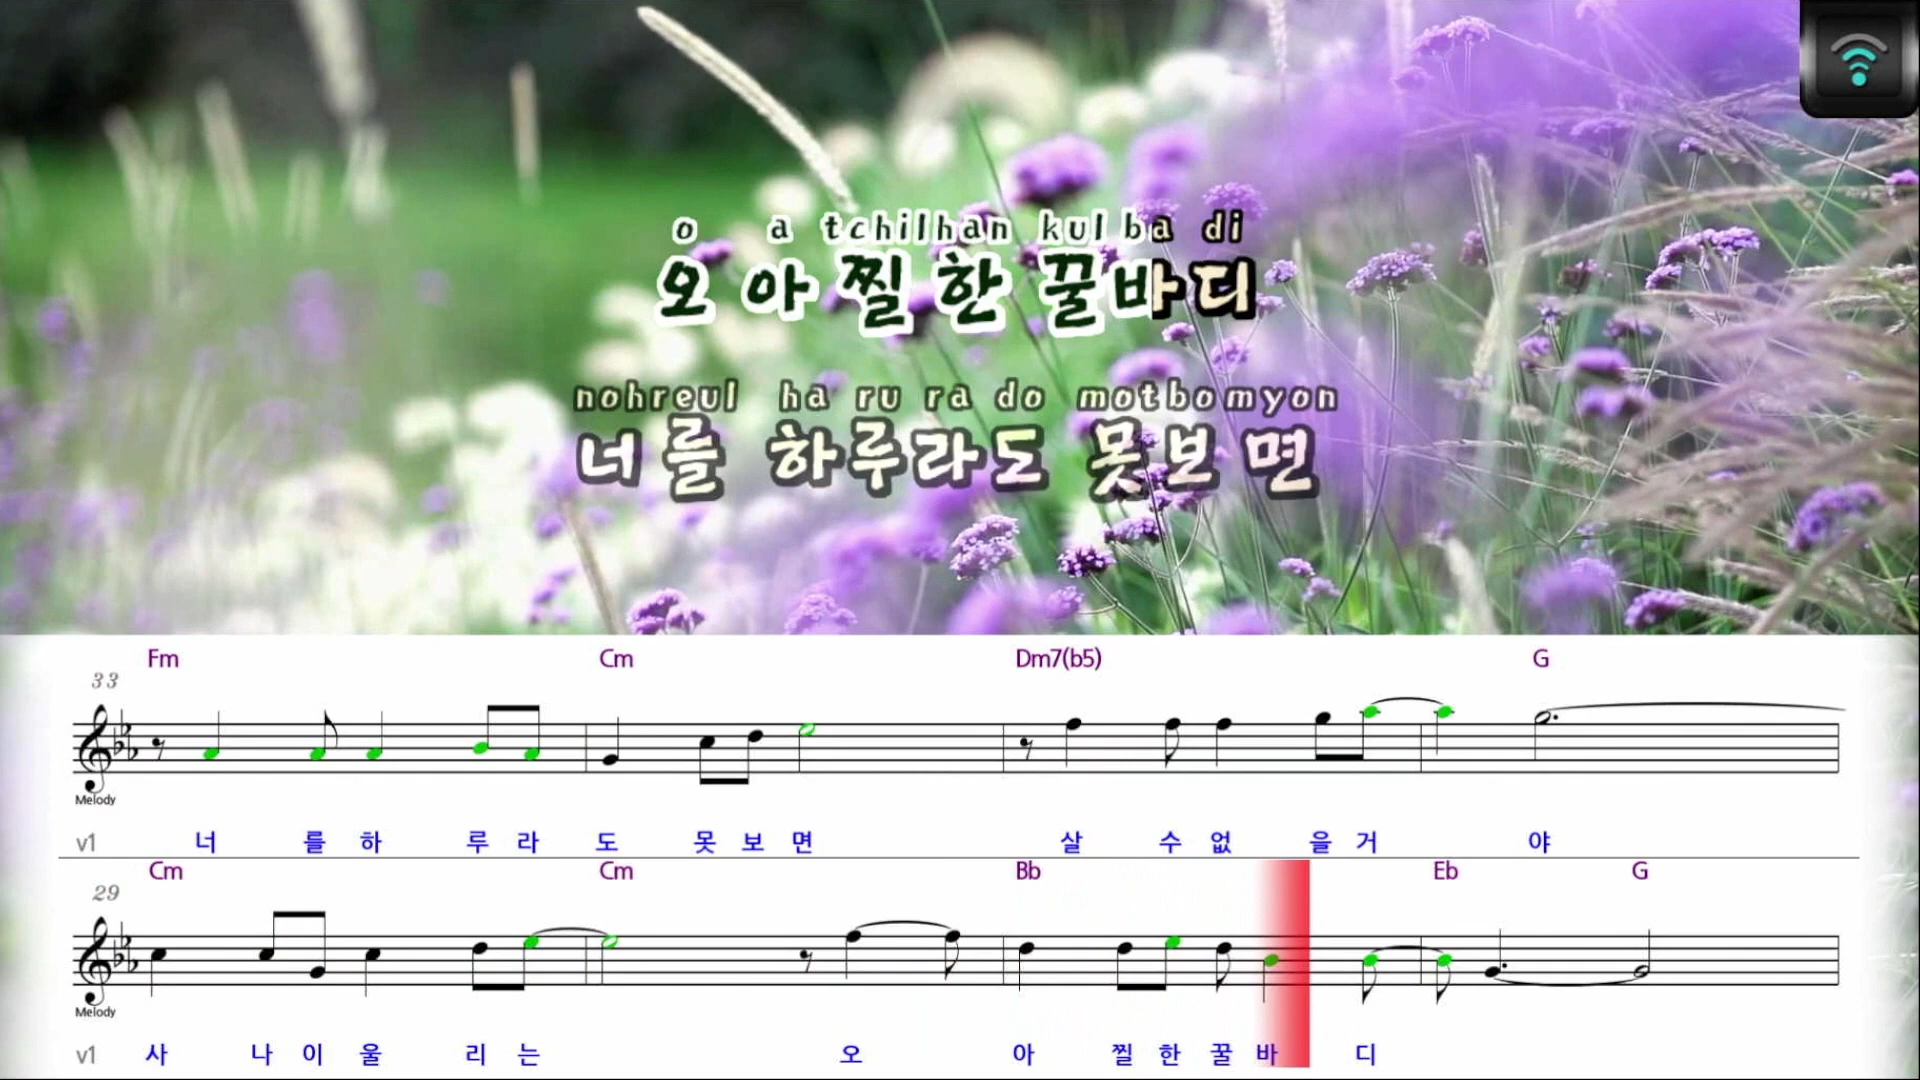 o a tchilhan kul ba di
오 아 찔 한 꿀바디
nohreul ha ru ra do motbomyon
너 를 하루라도 못보 면
Fm Cm Dm7(b5) G
33
Melody
v1 너 를 하 루 라 도 못 보 면 살 수 없 을 거 야
Cm Cm Bb Eb G
29
Melody
v1 사 나 이 울 리 는 오 아 찔 한 꿀 바 디